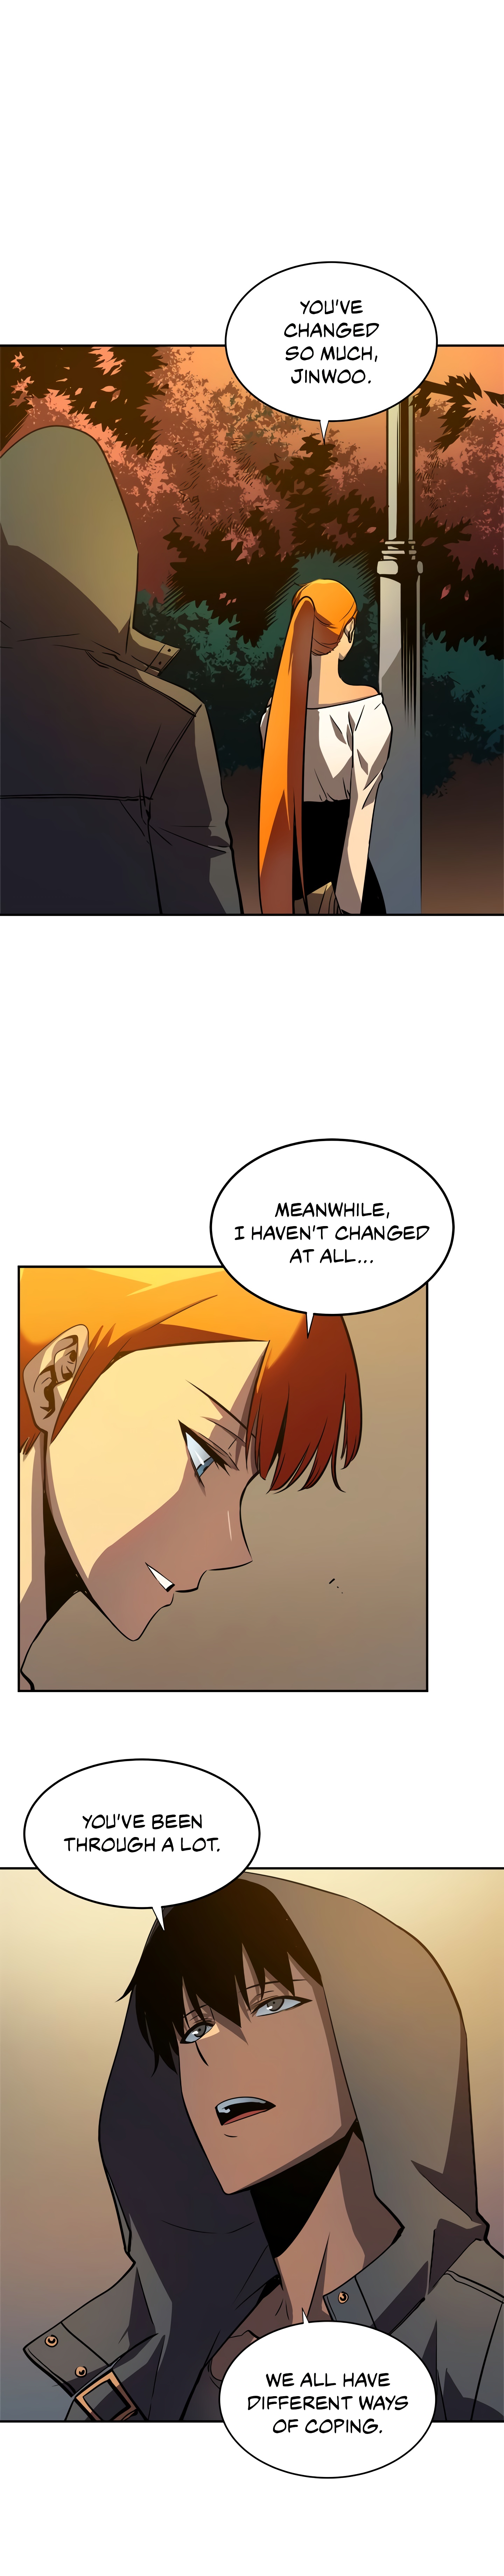 YOU'VE
CHANGED
SO MUCH,
JINWOO.
MEANWHILE,
I HAVEN'T CHANGED
AT ALL...
YOU'VE BEEN
THROUGH A LOT.
WE ALL HAVE
DIFFERENT WAYS
OF COPING.